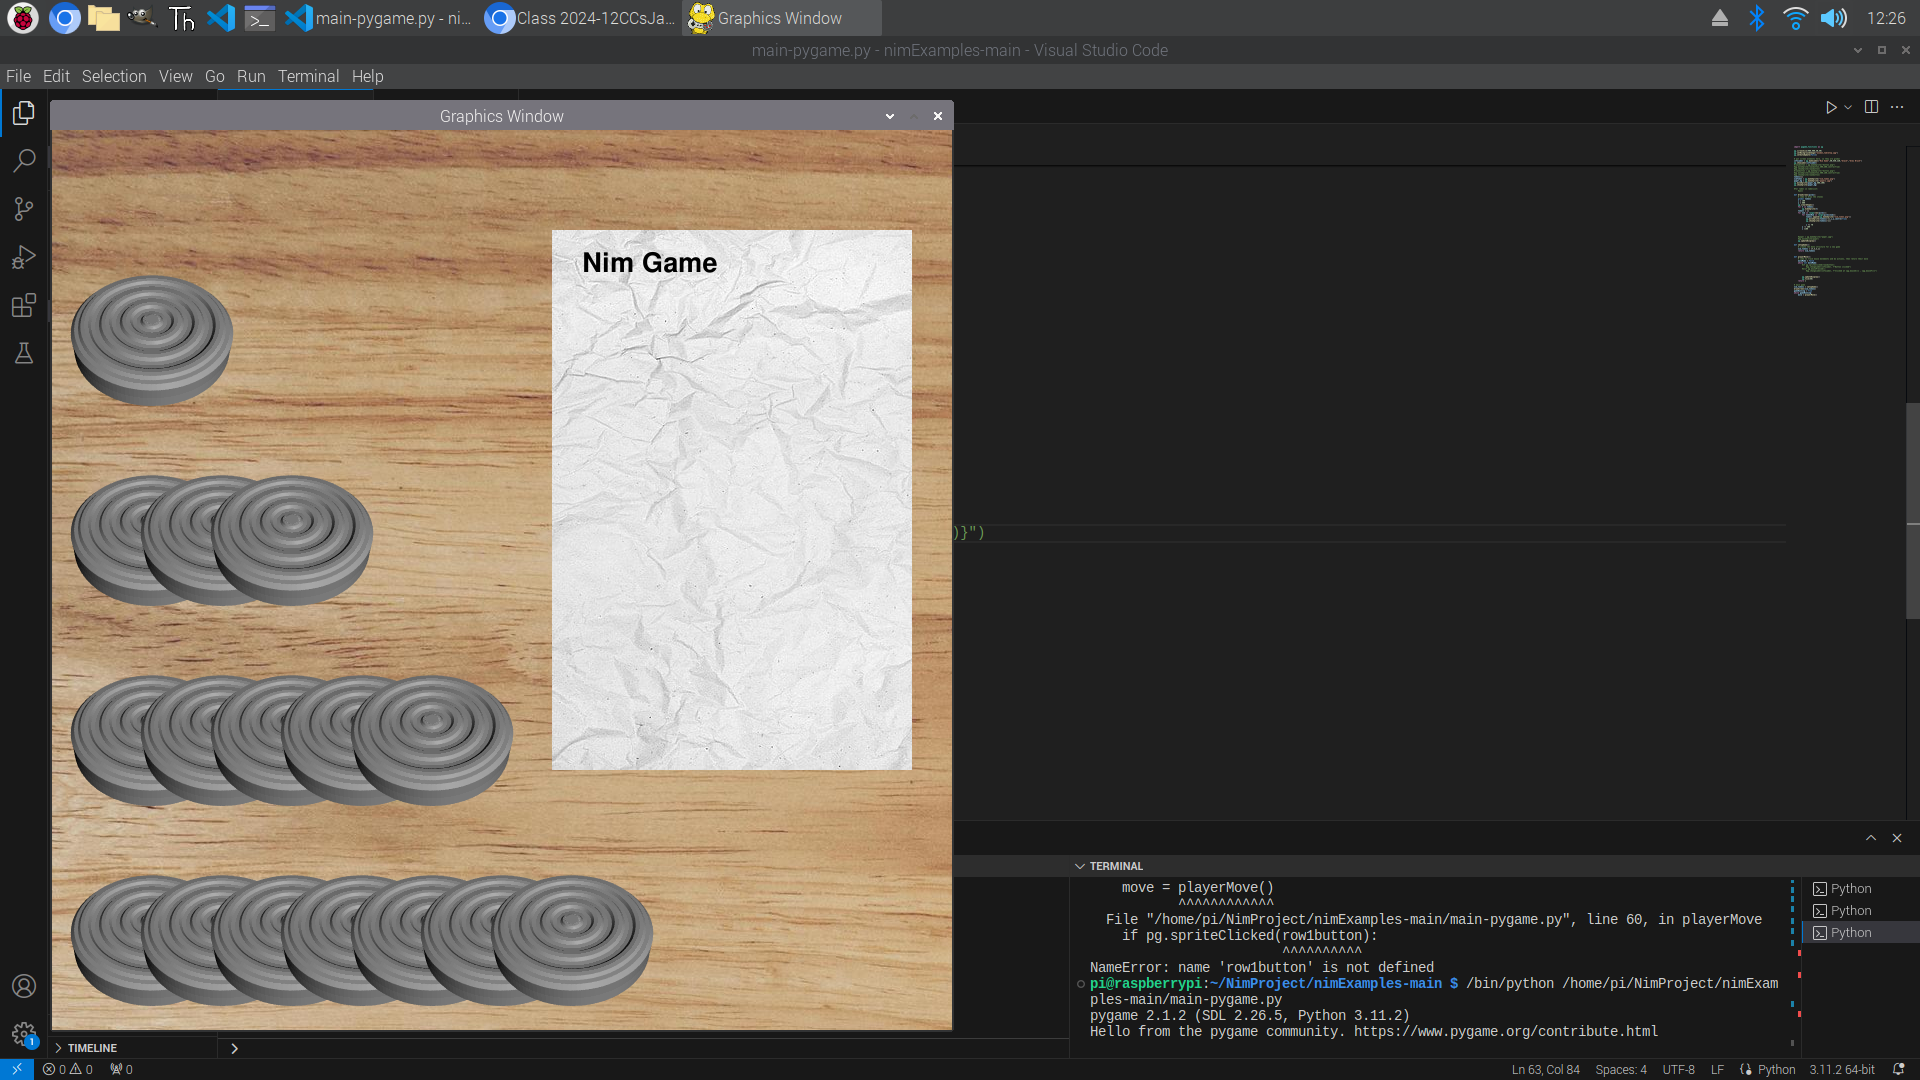 Th
main-pygame.py - ni...
Class 2024-12CCsJa...
Graphics Window
12:26
main-pygame.py - nimExamples-main - Visual Studio Code
File Edit Selection View Go Run Terminal Help
Graphics Window
Nim Game
)}")
TERMINAL
move = playerMove()
^^^^^^^^^^^^
File "/home/pi/NimProject/nimExamples-main/main-pygame.py", line 60, in playerMove
if pg.spriteClicked(row1button):
^^^^^^^^^^
NameError: name 'row1button' is not defined
pi@raspberrypi:~/NimProject/nimExamples-main $ /bin/python /home/pi/NimProject/nimExam
ples-main/main-pygame.py
pygame 2.1.2 (SDL 2.26.5, Python 3.11.2)
Hello from the pygame community. https://www.pygame.org/contribute.html
Python
Python
Python
1
TIMELINE
0 0 0
Ln 63, Col 84 Spaces: 4 UTF-8 LF Python 3.11.2 64-bit